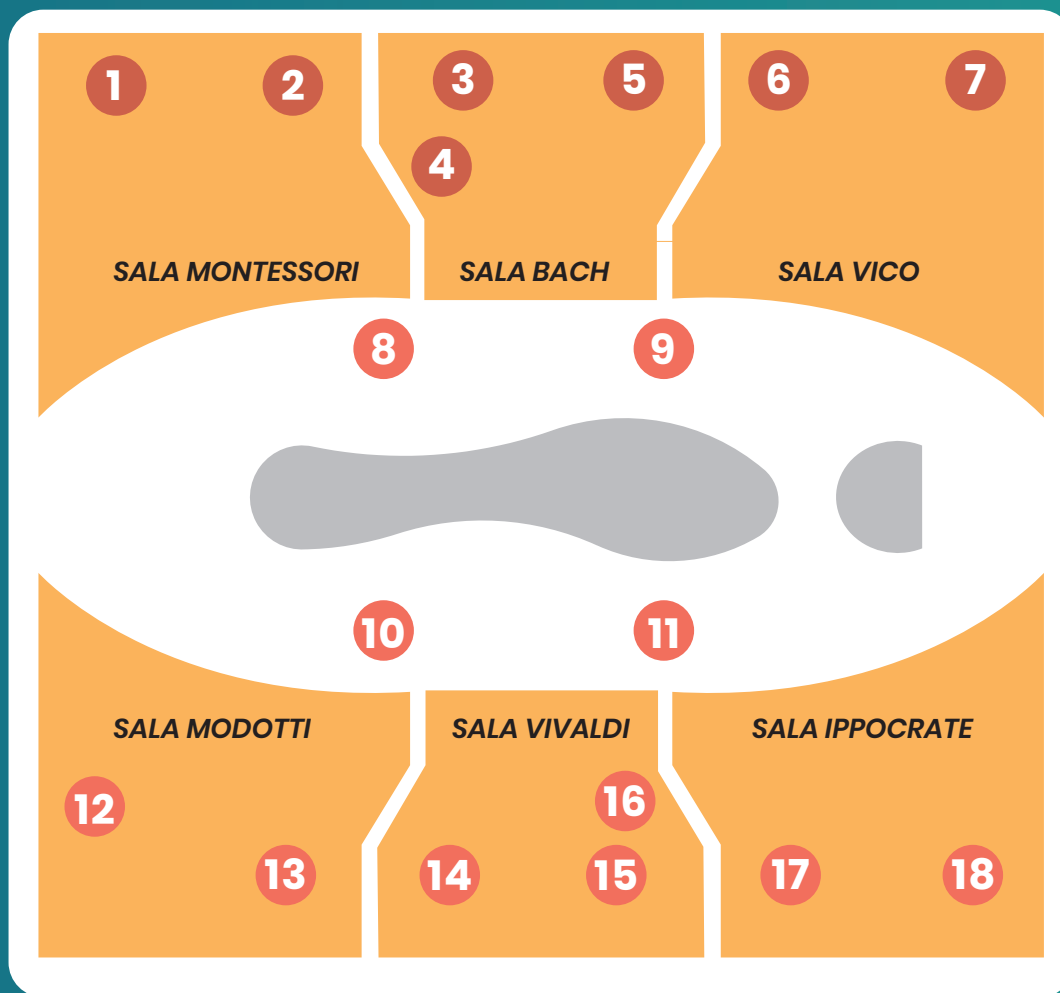 1 2 3 5 6 7
4
SALA MONTESSORI SALA BACH SALA VICO
8 9
10 11
SALA MODOTTI SALA VIVALDI SALA IPPOCRATE
12 16
13 14 15 17 18